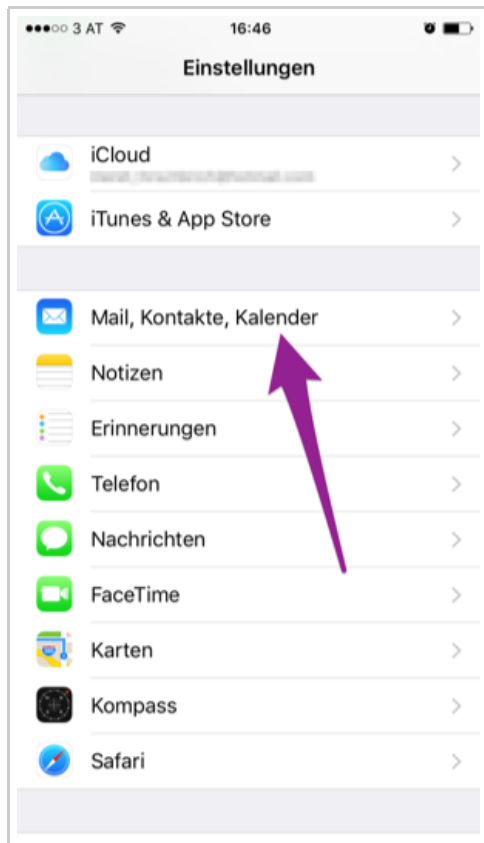 3 AT 16:46
Einstellungen
iCloud
iTunes & App Store
Mail, Kontakte, Kalender
Notizen
Erinnerungen
Telefon
Nachrichten
FaceTime
Karten
Kompass
Safari